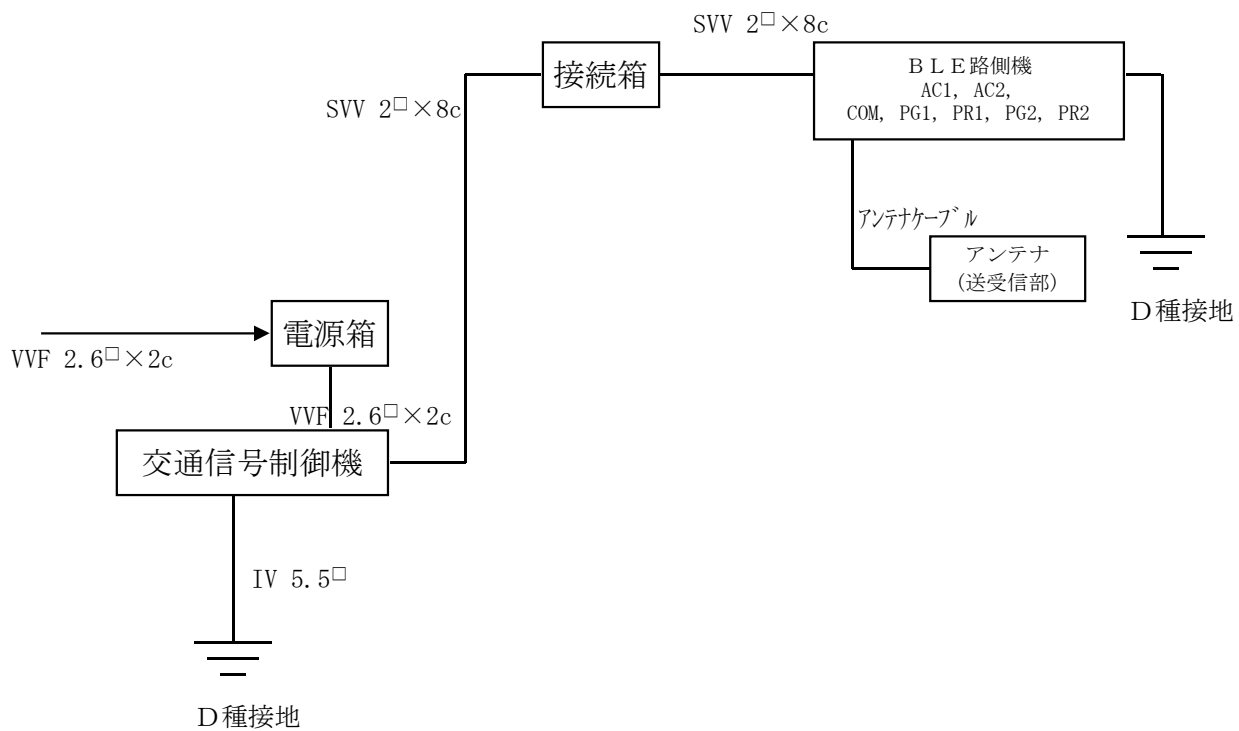 SVV 2□×8c
接続箱
BLE路側機
AC1, AC2,
COM, PG1, PR1, PG2, PR2
SVV 2□×8c
アンテナケーブル
アンテナ
(送受信部)
D種接地
電源箱
VVF 2.6□×2c
VVF 2.6□×2c
交通信号制御機
IV 5.5□
D種接地